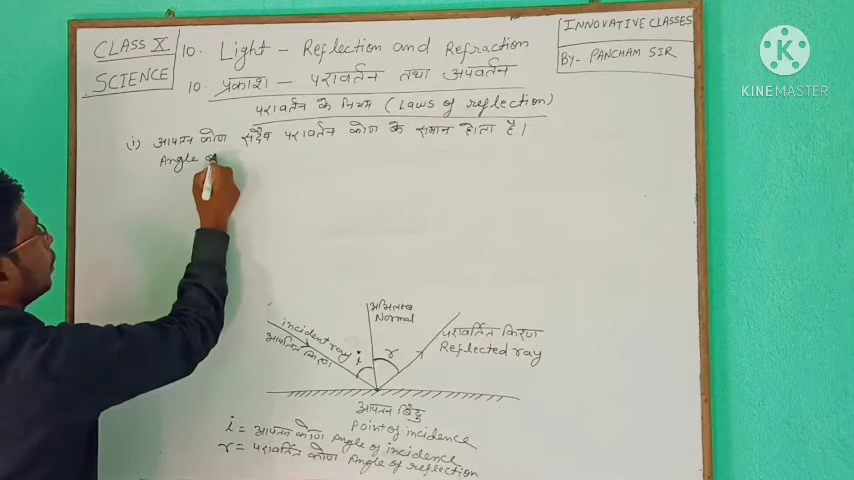 CLASS X
SCIENCE
10. Light - Reflection and Refraction
10. प्रकाश - परावर्तन तथा अपवर्तन
INNOVATIVE CLASSES
BY- PANCHAM SIR
KINEMASTER
परावर्तन के नियम (Laws of reflection)
(i) आपतन कोण सदैव परावर्तन कोण के समान होता है।
Angle o
अभिलम्ब
Normal
incident ray
आपतित किरण
i
r
परावर्तित किरण
Reflected ray
आपतन बिंदु
Point of incidence
i = आपतन कोण Angle of incidence
r = परावर्तित कोण Angle of reflection